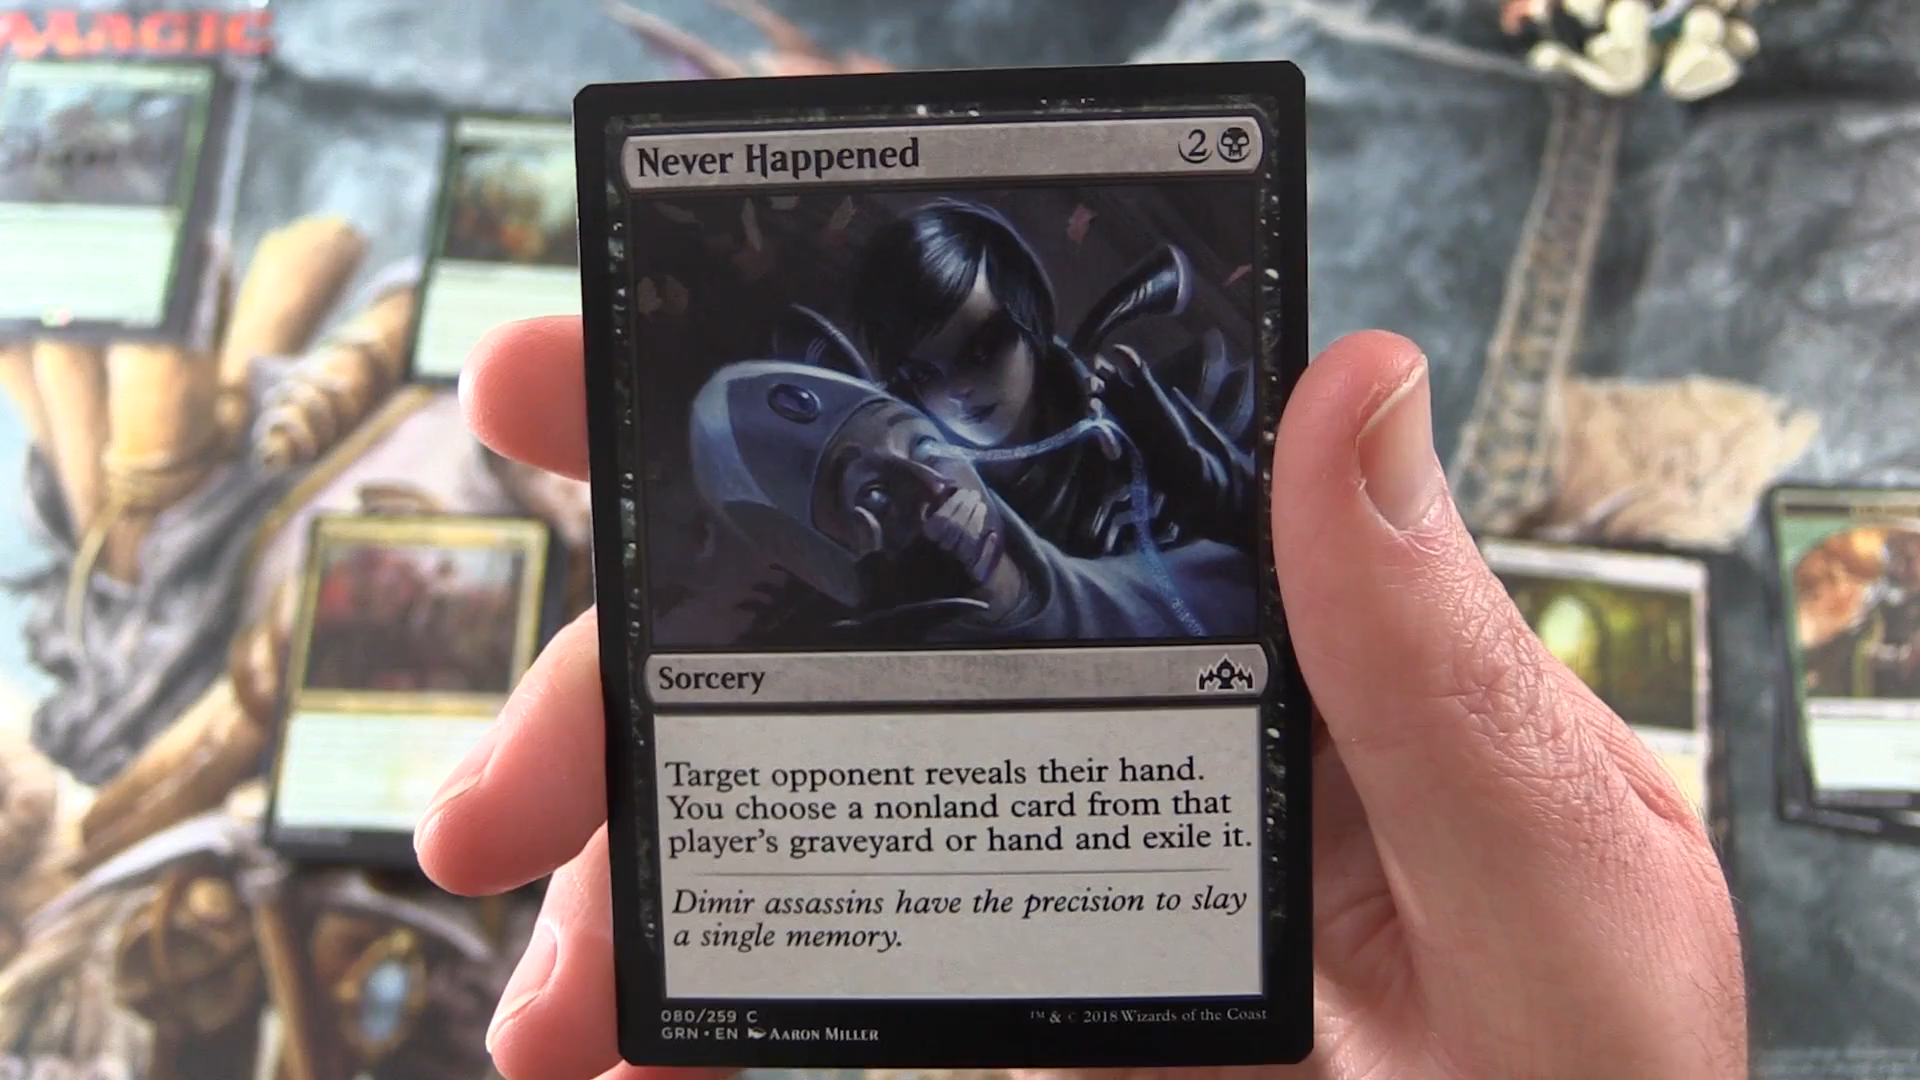 MAGIC
Never Happened 2
Sorcery
Target opponent reveals their hand.
You choose a nonland card from that
player's graveyard or hand and exile it.
Dimir assassins have the precision to slay
a single memory.
080/259 C
GRN • EN AARON MILLER
™ & © 2018 Wizards of the Coast